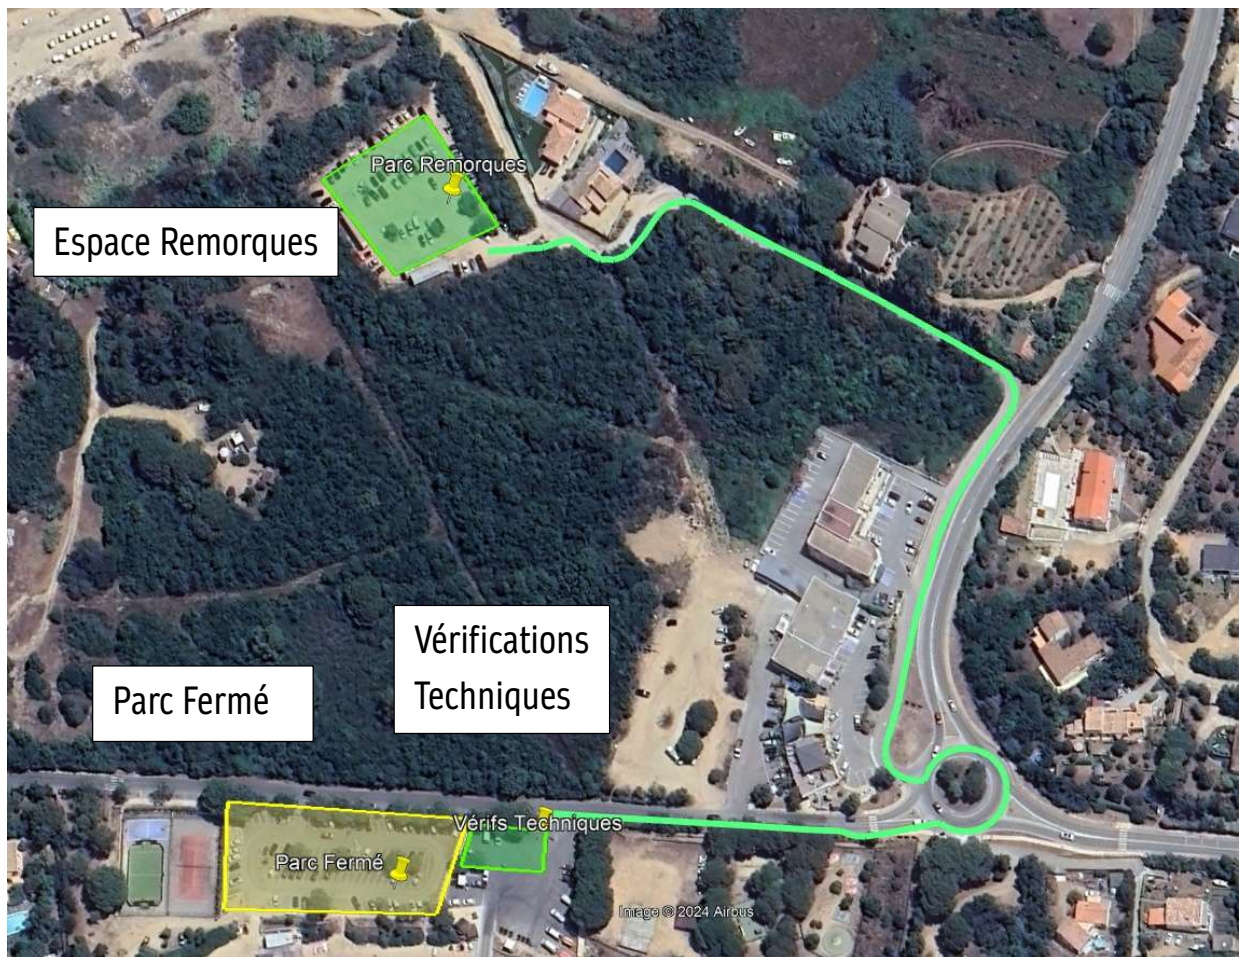 Parc Remorques
Espace Remorques
Vérifications
Techniques
Parc Fermé
Vérifs Techniques
Parc Fermé
Image © 2024 Airbus